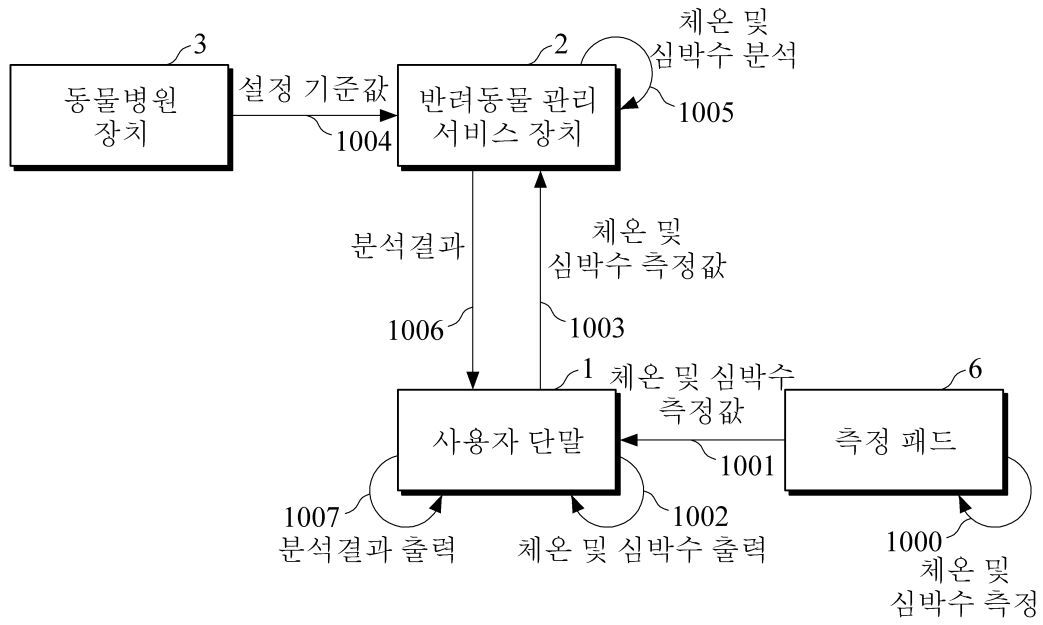 3
동물병원
장치
설정 기준값
1004
2
반려동물 관리
서비스 장치
체온 및
심박수 분석
1005
분석결과
1006
체온 및
심박수 측정값
1003
1
사용자 단말
체온 및 심박수
측정값
1001
6
측정 패드
1007
분석결과 출력
1002
체온 및 심박수 출력
1000
체온 및
심박수 측정